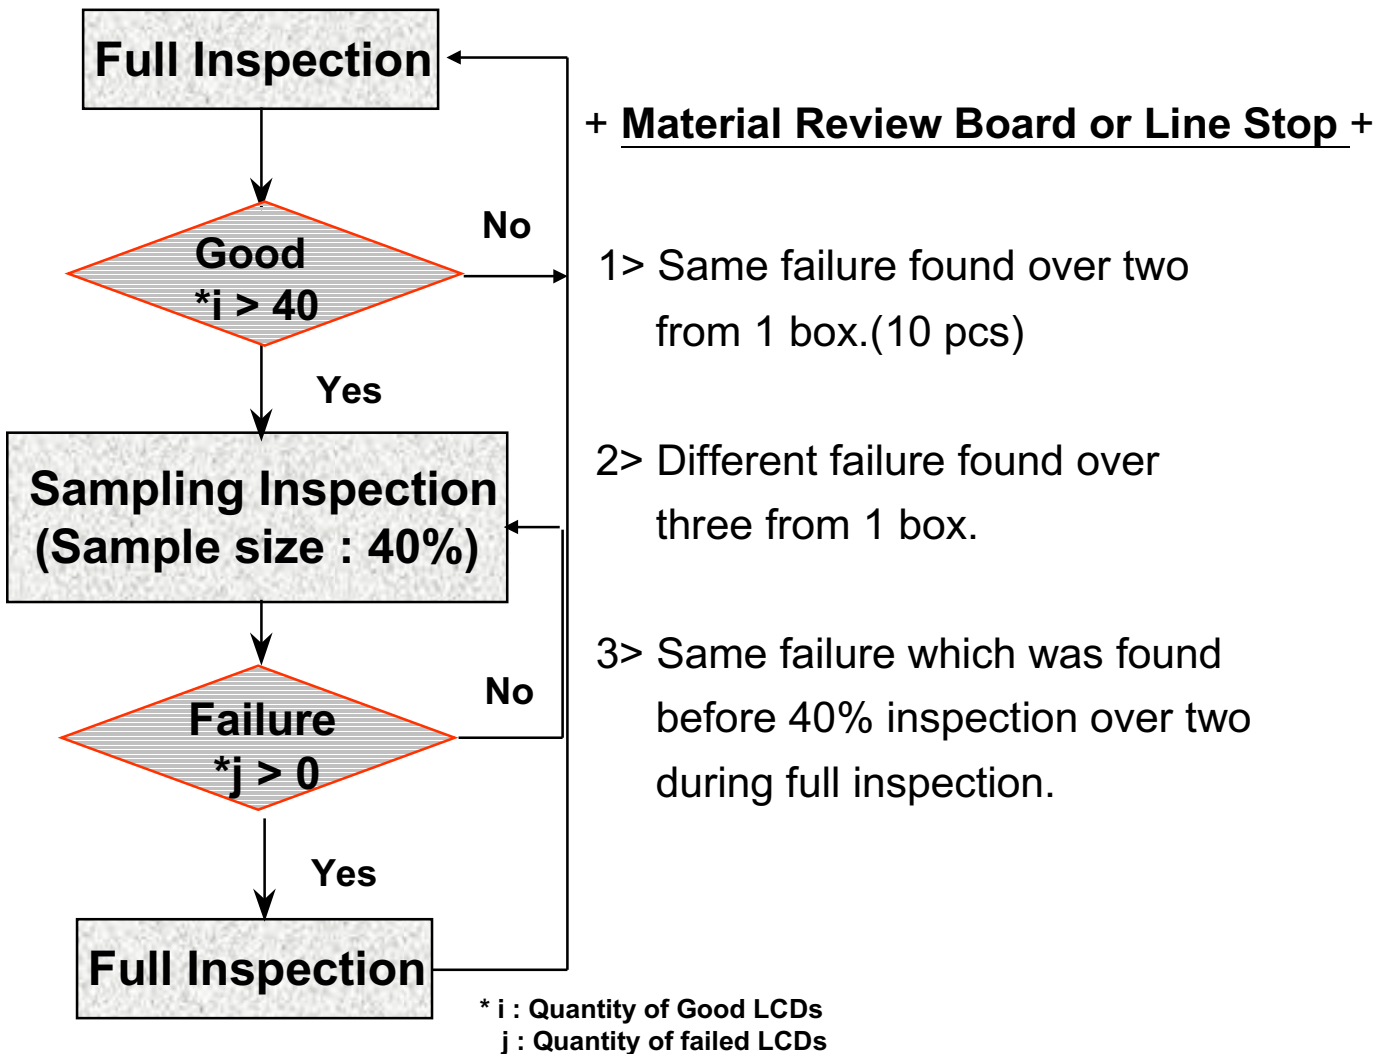 Full Inspection
+ Material Review Board or Line Stop +
No
Good
*i > 40
Yes
Sampling Inspection
(Sample size : 40%)
No
Failure
*j > 0
Yes
Full Inspection
* i : Quantity of Good LCDs
j : Quantity of failed LCDs
1> Same failure found over two
from 1 box.(10 pcs)
2> Different failure found over
three from 1 box.
3> Same failure which was found
before 40% inspection over two
during full inspection.